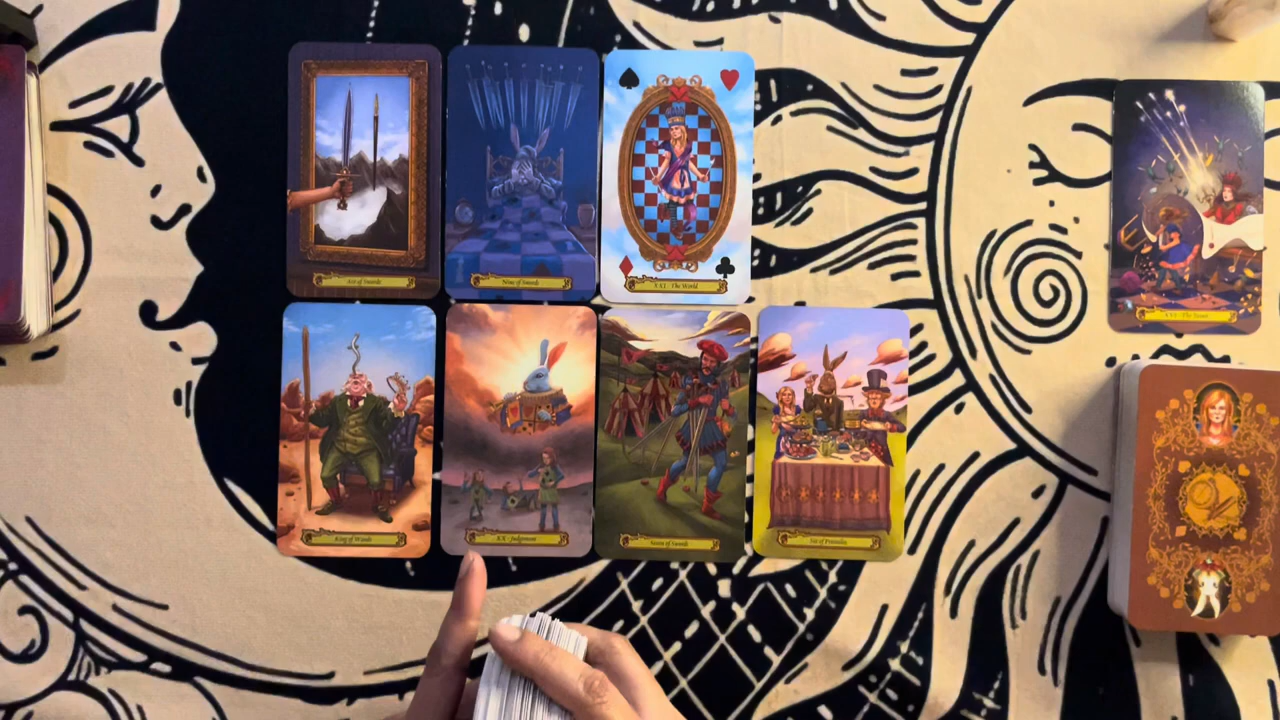 Ace of Swords
Nine of Swords
XXI - The World
XVI - The Tower
King of Wands
XX - Judgement
Seven of Swords
Six of Pentacles